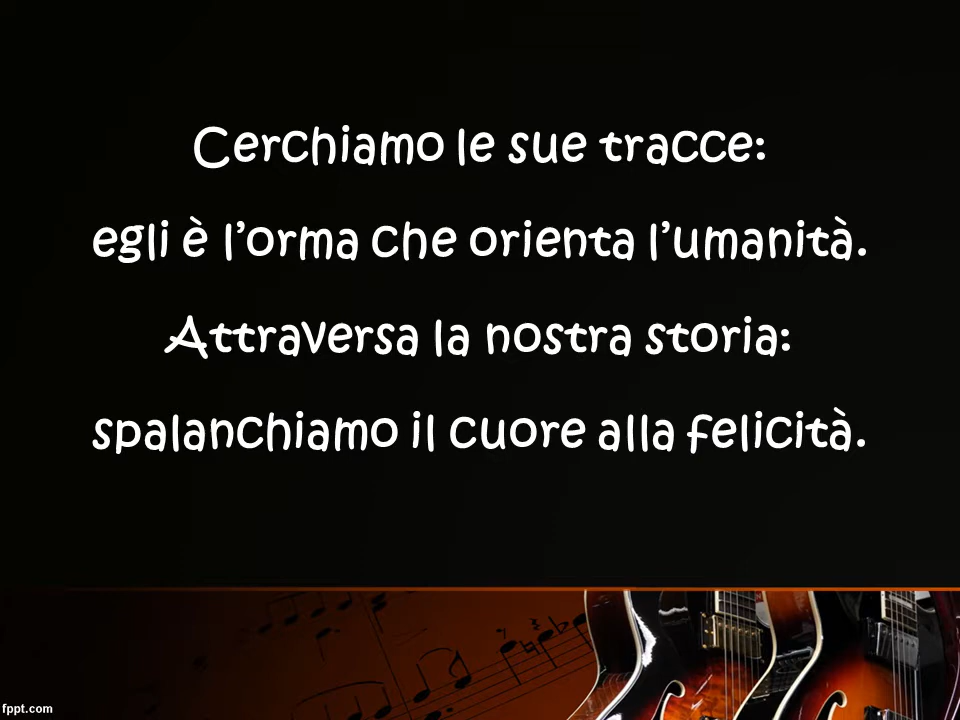 Cerchiamo le sue tracce:
egli è l’orma che orienta l’umanità.
Attraversa la nostra storia:
spalanchiamo il cuore alla felicità.
fppt.com